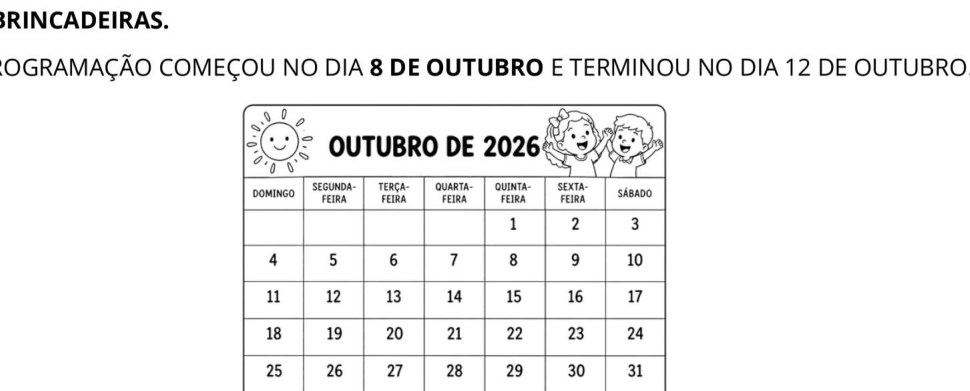 BRINCADEIRAS.
ROGRAMAÇÃO COMEÇOU NO DIA 8 DE OUTUBRO E TERMINOU NO DIA 12 DE OUTUBRO.
OUTUBRO DE 2026
DOMINGO SEGUNDA-FEIRA TERÇA-FEIRA QUARTA-FEIRA QUINTA-FEIRA SEXTA-FEIRA SÁBADO
1 2 3
4 5 6 7 8 9 10
11 12 13 14 15 16 17
18 19 20 21 22 23 24
25 26 27 28 29 30 31